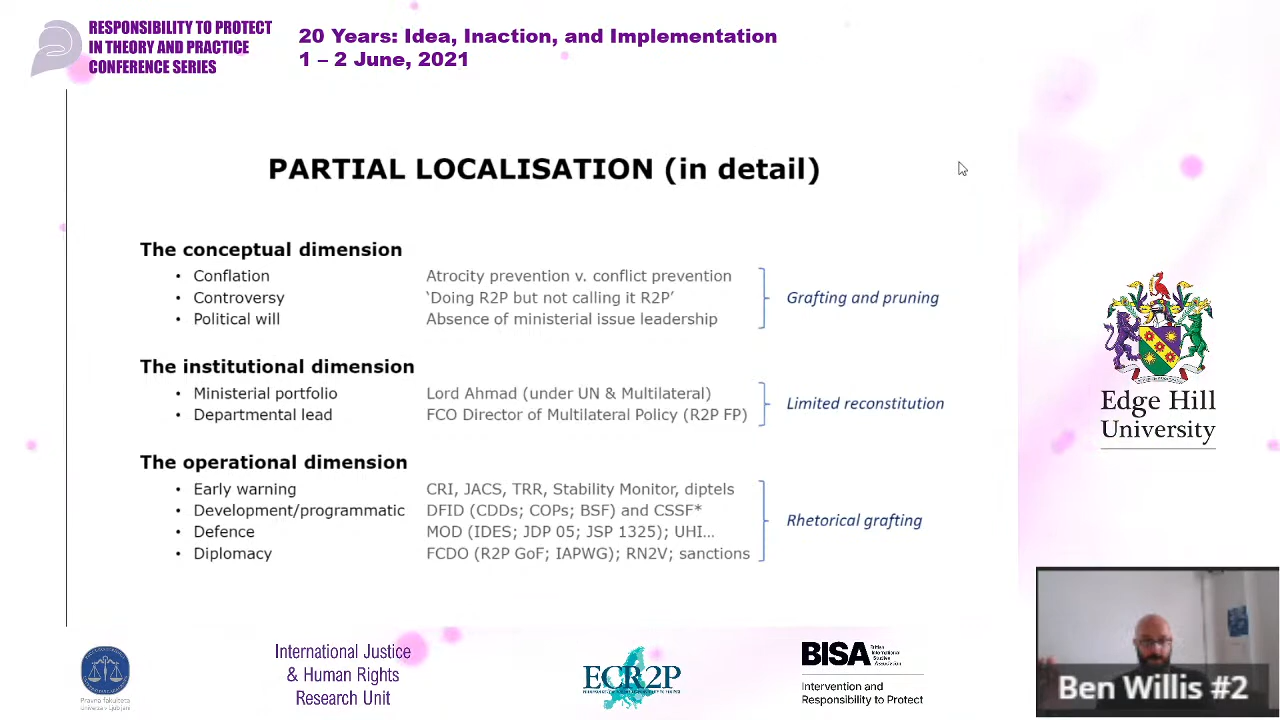 RESPONSIBILITY TO PROTECT
IN THEORY AND PRACTICE
CONFERENCE SERIES
20 Years: Idea, Inaction, and Implementation
1 – 2 June, 2021
PARTIAL LOCALISATION (in detail)
The conceptual dimension
• Conflation Atrocity prevention v. conflict prevention
• Controversy ‘Doing R2P but not calling it R2P’
• Political will Absence of ministerial issue leadership
Grafting and pruning
The institutional dimension
• Ministerial portfolio Lord Ahmad (under UN & Multilateral)
• Departmental lead FCO Director of Multilateral Policy (R2P FP)
Limited reconstitution
The operational dimension
• Early warning CRI, JACS, TRR, Stability Monitor, diptels
• Development/programmatic DFID (CDDs; COPs; BSF) and CSSF*
• Defence MOD (IDES; JDP 05; JSP 1325); UHI...
• Diplomacy FCDO (R2P GoF; IAPWG); RN2V; sanctions
Rhetorical grafting
Edge Hill
University
Pravna fakulteta
International Justice
& Human Rights
Research Unit
ECR2P
BISA British
International
Studies
Association
Intervention and
Responsibility to Protect
Ben Willis #2